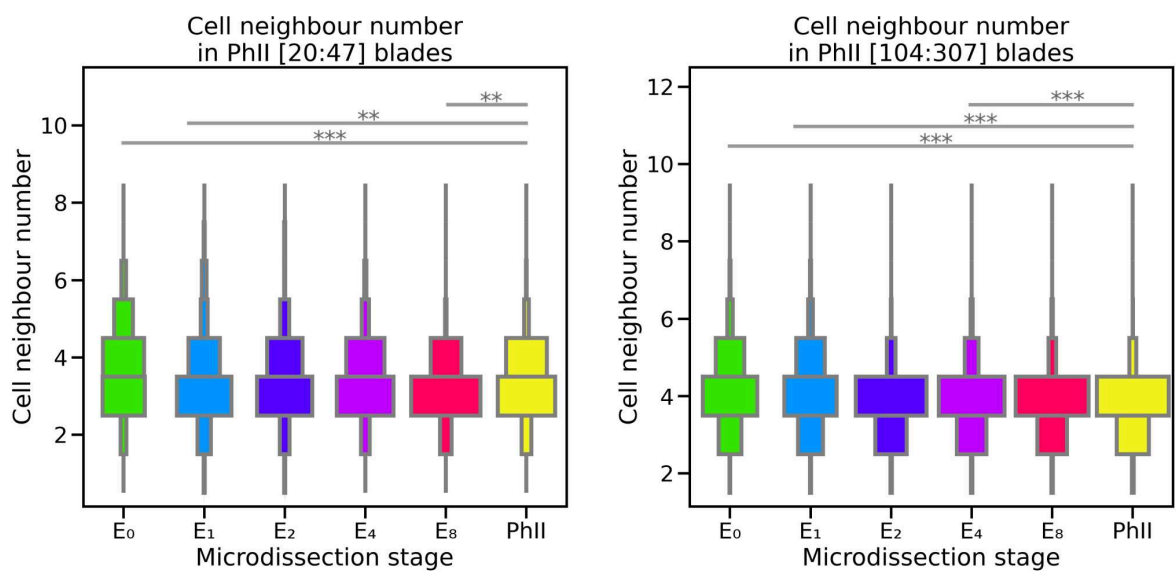 Cell neighbour number
in PhII [20:47] blades
Cell neighbour number
10
8
6
4
2
**
**
***
E₀ E₁ E₂ E₄ E₈ PhII
Microdissection stage
Cell neighbour number
in PhII [104:307] blades
Cell neighbour number
12
10
8
6
4
2
***
***
***
E₀ E₁ E₂ E₄ E₈ PhII
Microdissection stage